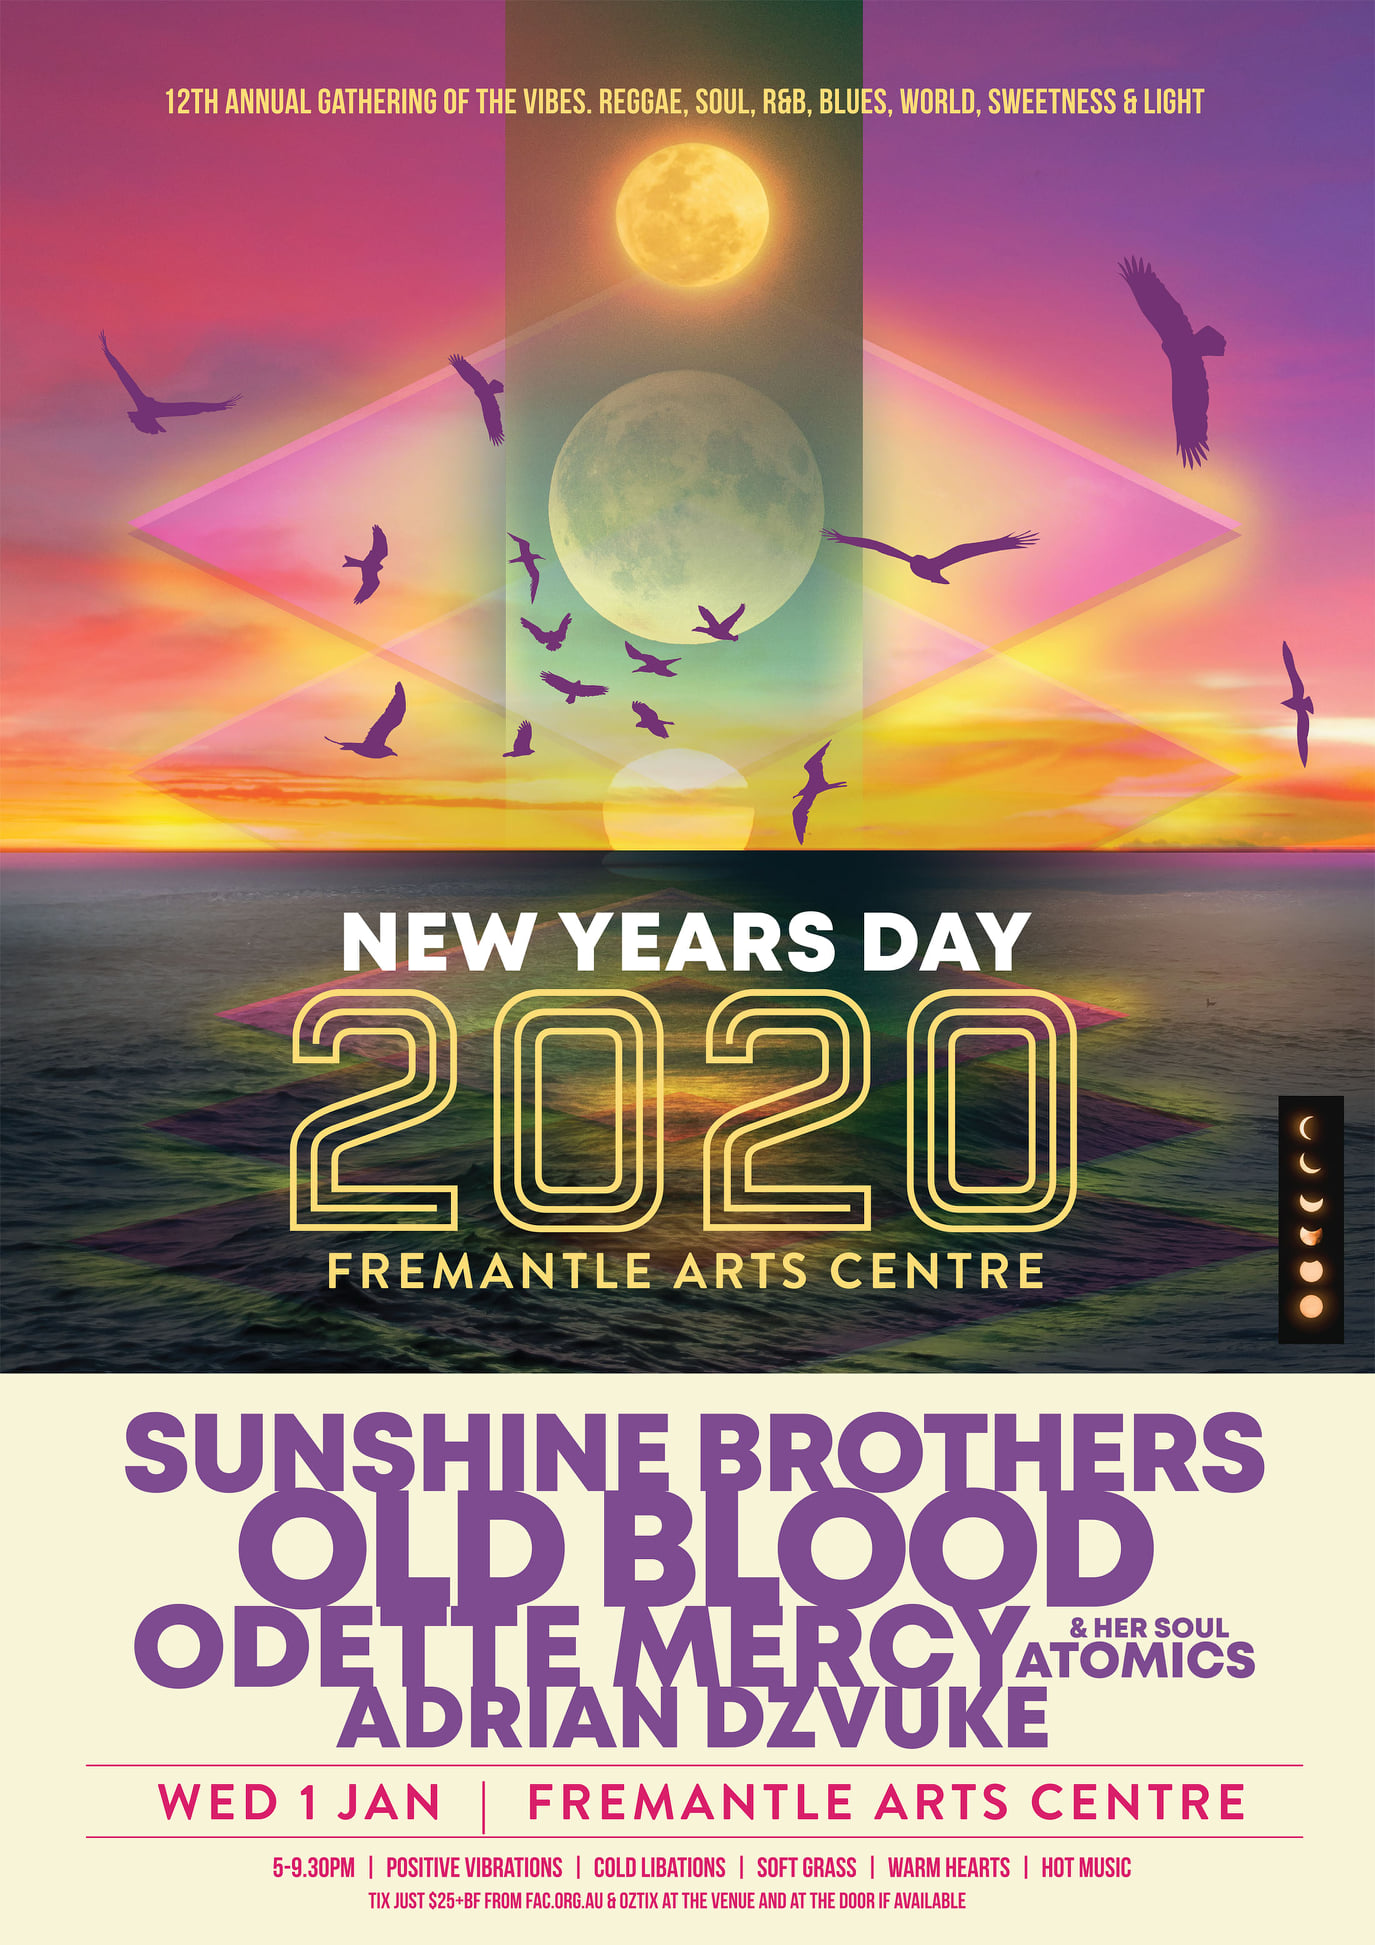 12TH ANNUAL GATHERING OF THE VIBES. REGGAE, SOUL, R&B, BLUES, WORLD, SWEETNESS & LIGHT
NEW YEARS DAY
2020
FREMANTLE ARTS CENTRE
SUNSHINE BROTHERS
OLD BLOOD
ODETTE MERCY & HER SOUL ATOMICS
ADRIAN DZVUKE
WED 1 JAN | FREMANTLE ARTS CENTRE
5-9.30PM | POSITIVE VIBRATIONS | COLD LIBATIONS | SOFT GRASS | WARM HEARTS | HOT MUSIC
TIX JUST $25+BF FROM FAC.ORG.AU & OZTIX AT THE VENUE AND AT THE DOOR IF AVAILABLE